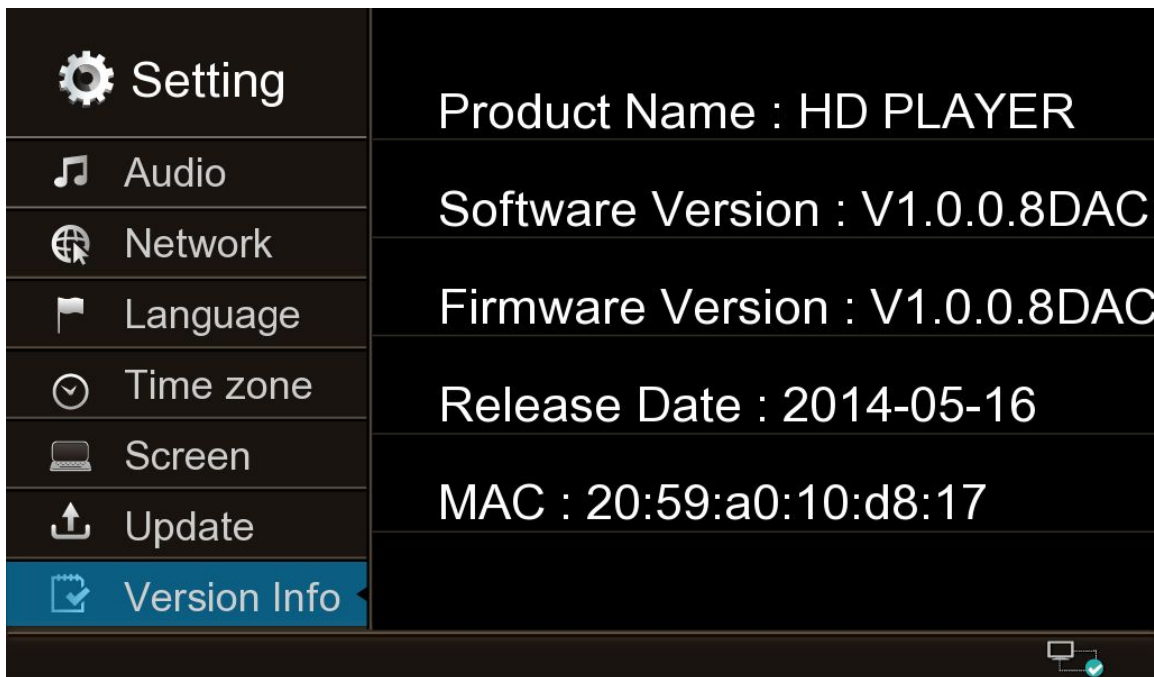 Setting
Audio
Network
Language
Time zone
Screen
Update
Version Info
Product Name : HD PLAYER
Software Version : V1.0.0.8DAC
Firmware Version : V1.0.0.8DAC
Release Date : 2014-05-16
MAC : 20:59:a0:10:d8:17